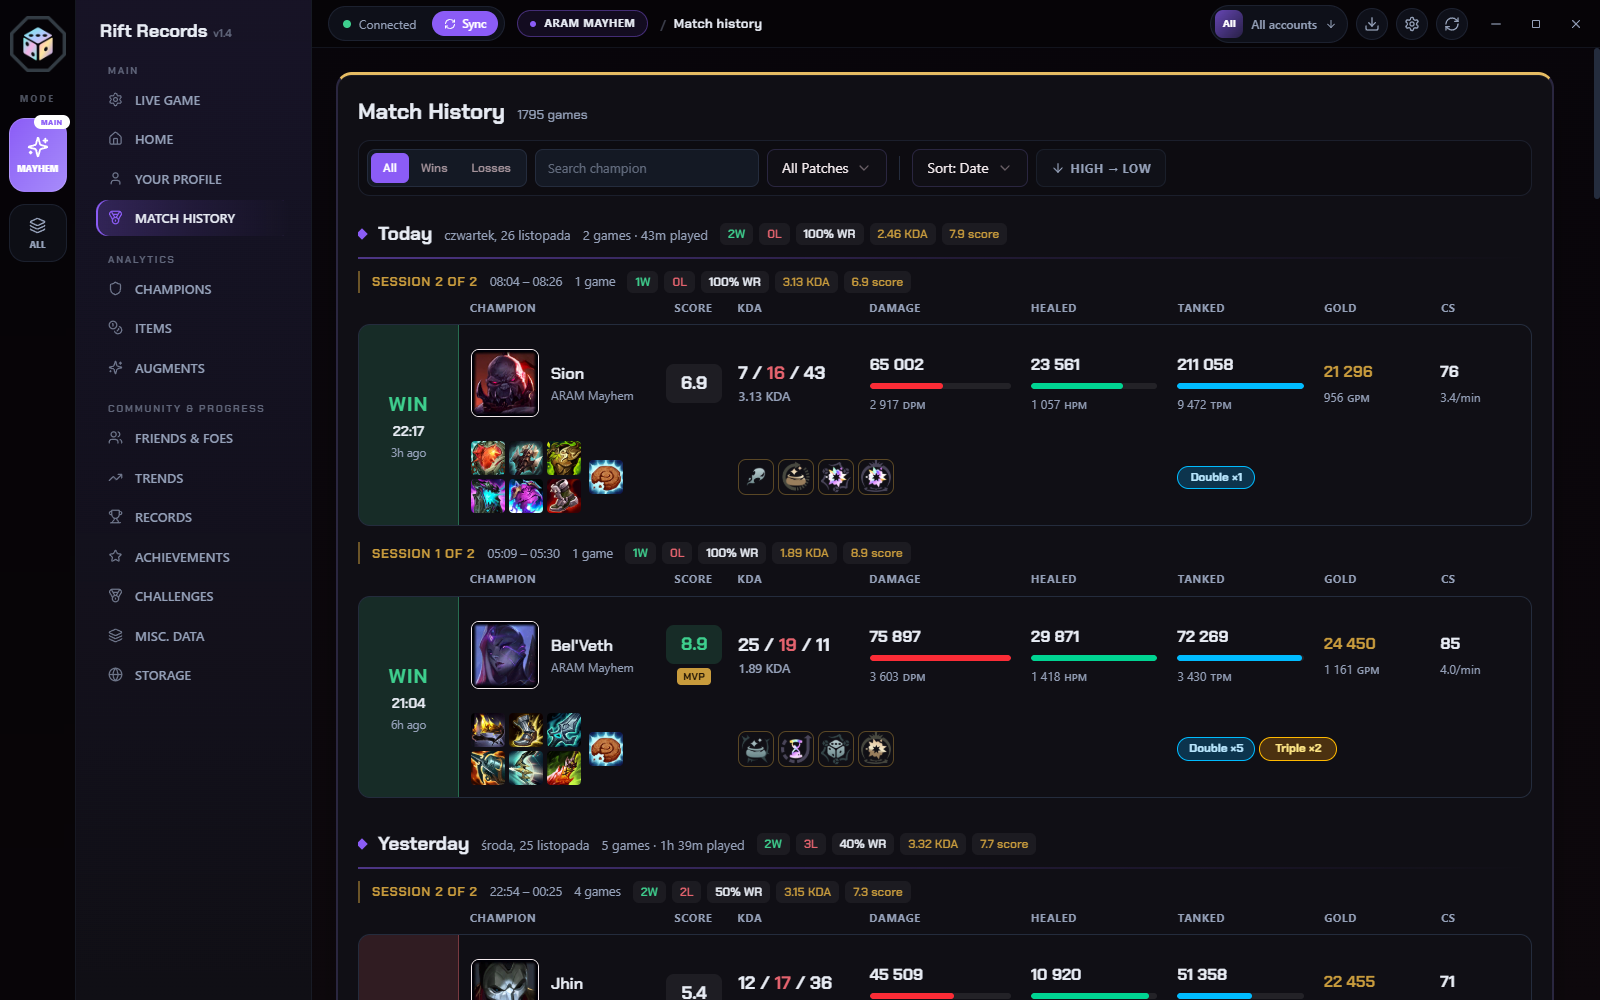 Rift Records v1.4
Connected
Sync
ARAM MAYHEM
/ Match history
All
All accounts
MODE
MAIN
MAYHEM
ALL
MAIN
LIVE GAME
HOME
YOUR PROFILE
MATCH HISTORY
ANALYTICS
CHAMPIONS
ITEMS
AUGMENTS
COMMUNITY & PROGRESS
FRIENDS & FOES
TRENDS
RECORDS
ACHIEVEMENTS
CHALLENGES
MISC. DATA
STORAGE
Match History 1795 games
All Wins Losses Search champion All Patches Sort: Date ↓ HIGH → LOW
Today czwartek, 26 listopada 2 games · 43m played 2W 0L 100% WR 2.46 KDA 7.9 score
SESSION 2 OF 2 08:04 – 08:26 1 game 1W 0L 100% WR 3.13 KDA 6.9 score
CHAMPION SCORE KDA DAMAGE HEALED TANKED GOLD CS
WIN
22:17
3h ago
Sion
ARAM Mayhem
6.9
7 / 16 / 43
3.13 KDA
65 002
2 917 DPM
23 561
1 057 HPM
211 058
9 472 TPM
21 296
956 GPM
76
3.4/min
Double ×1
SESSION 1 OF 2 05:09 – 05:30 1 game 1W 0L 100% WR 1.89 KDA 8.9 score
CHAMPION SCORE KDA DAMAGE HEALED TANKED GOLD CS
WIN
21:04
6h ago
Bel'Veth
ARAM Mayhem
8.9
MVP
25 / 19 / 11
1.89 KDA
75 897
3 603 DPM
29 871
1 418 HPM
72 269
3 430 TPM
24 450
1 161 GPM
85
4.0/min
Double ×5 Triple ×2
Yesterday środa, 25 listopada 5 games · 1h 39m played 2W 3L 40% WR 3.32 KDA 7.7 score
SESSION 2 OF 2 22:54 – 00:25 4 games 2W 2L 50% WR 3.15 KDA 7.3 score
CHAMPION SCORE KDA DAMAGE HEALED TANKED GOLD CS
Jhin
5.4
12 / 17 / 36
45 509
10 920
51 358
22 455
71